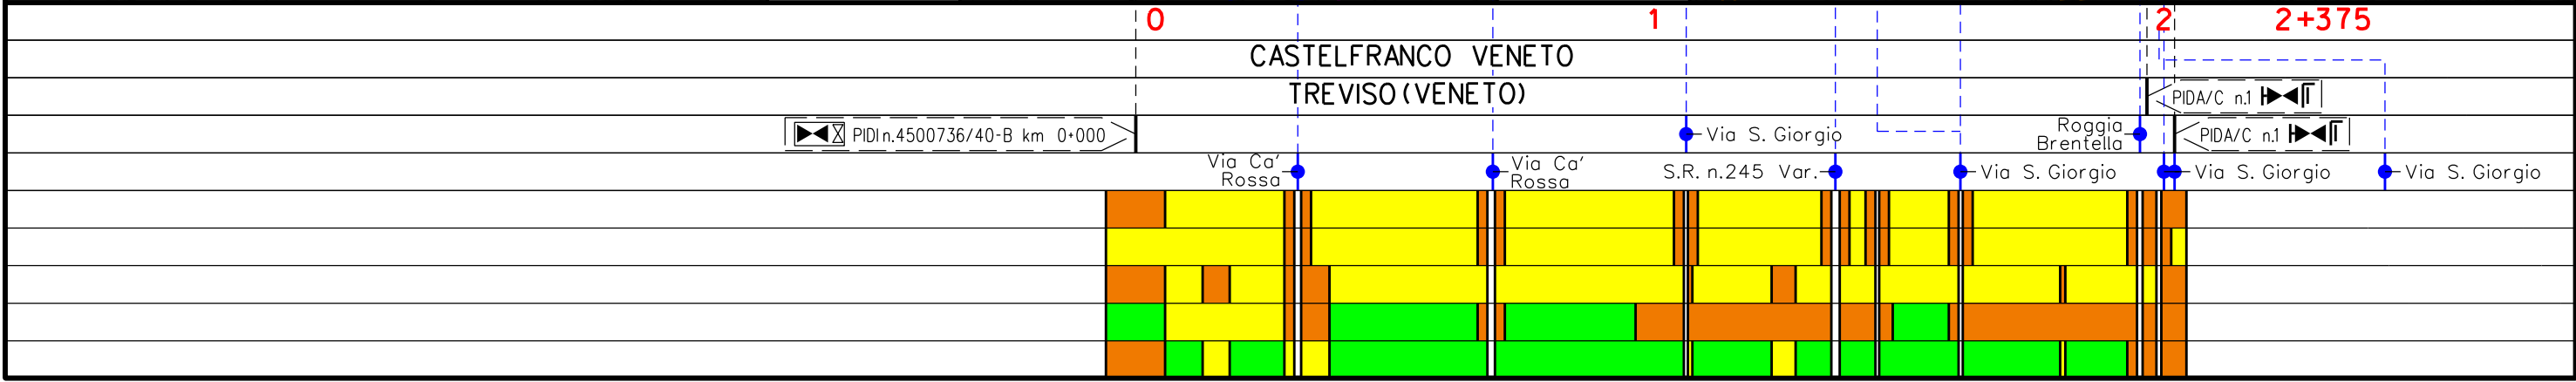 0 1 2 2+375
CASTELFRANCO VENETO
TREVISO (VENETO)
PIDA/C n.1
PIDI n.4500736/40-B km 0+000
Via S. Giorgio
Roggia
Brentella
PIDA/C n.1
Via Ca'
Rossa
Via Ca'
Rossa
S.R. n.245 Var.
Via S. Giorgio
Via S. Giorgio
Via S. Giorgio